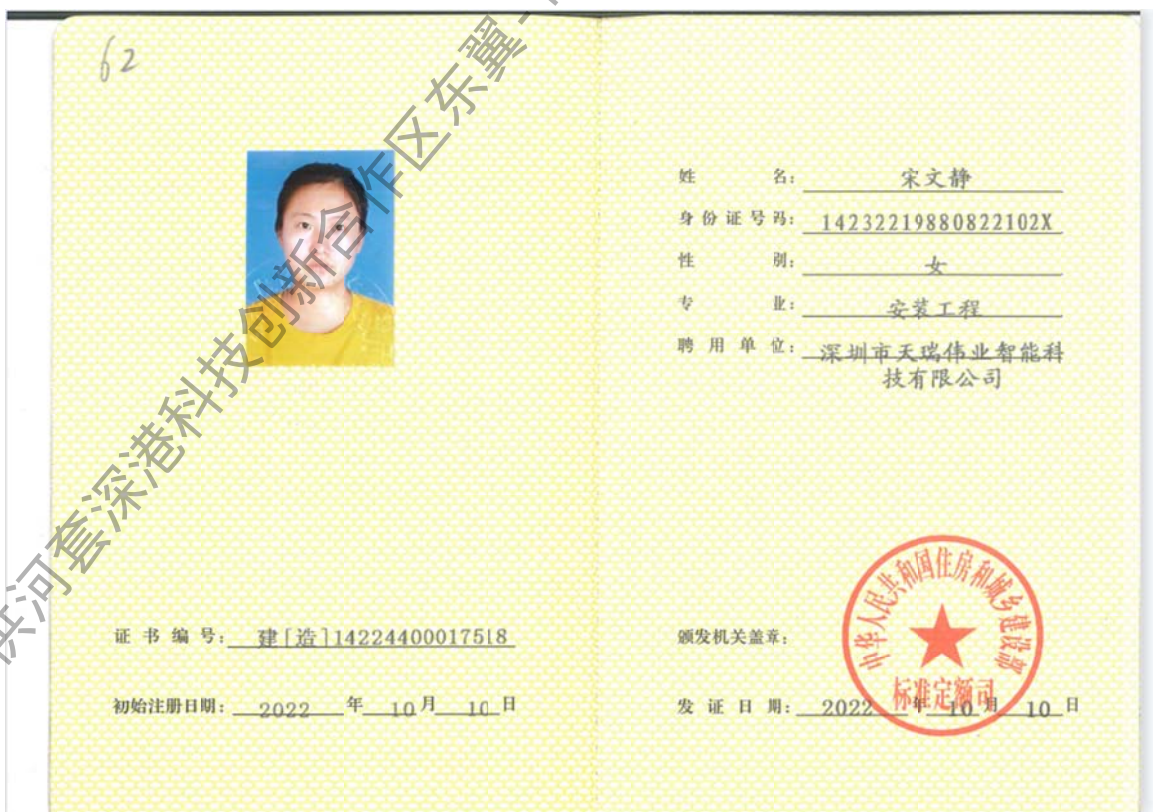 62
姓名：宋文静
身份证号码：14232219880822102X
性别：女
专业：安装工程
聘用单位：深圳市天瑞伟业智能科
技有限公司
证书编号：建[造]14224400017518
初始注册日期：2022年10月10日
颁发机关盖章：
中华人民共和国住房和城乡建设部
标准定额司
发证日期：2022年10月10日
供河套深港科技创新合作区东翼-